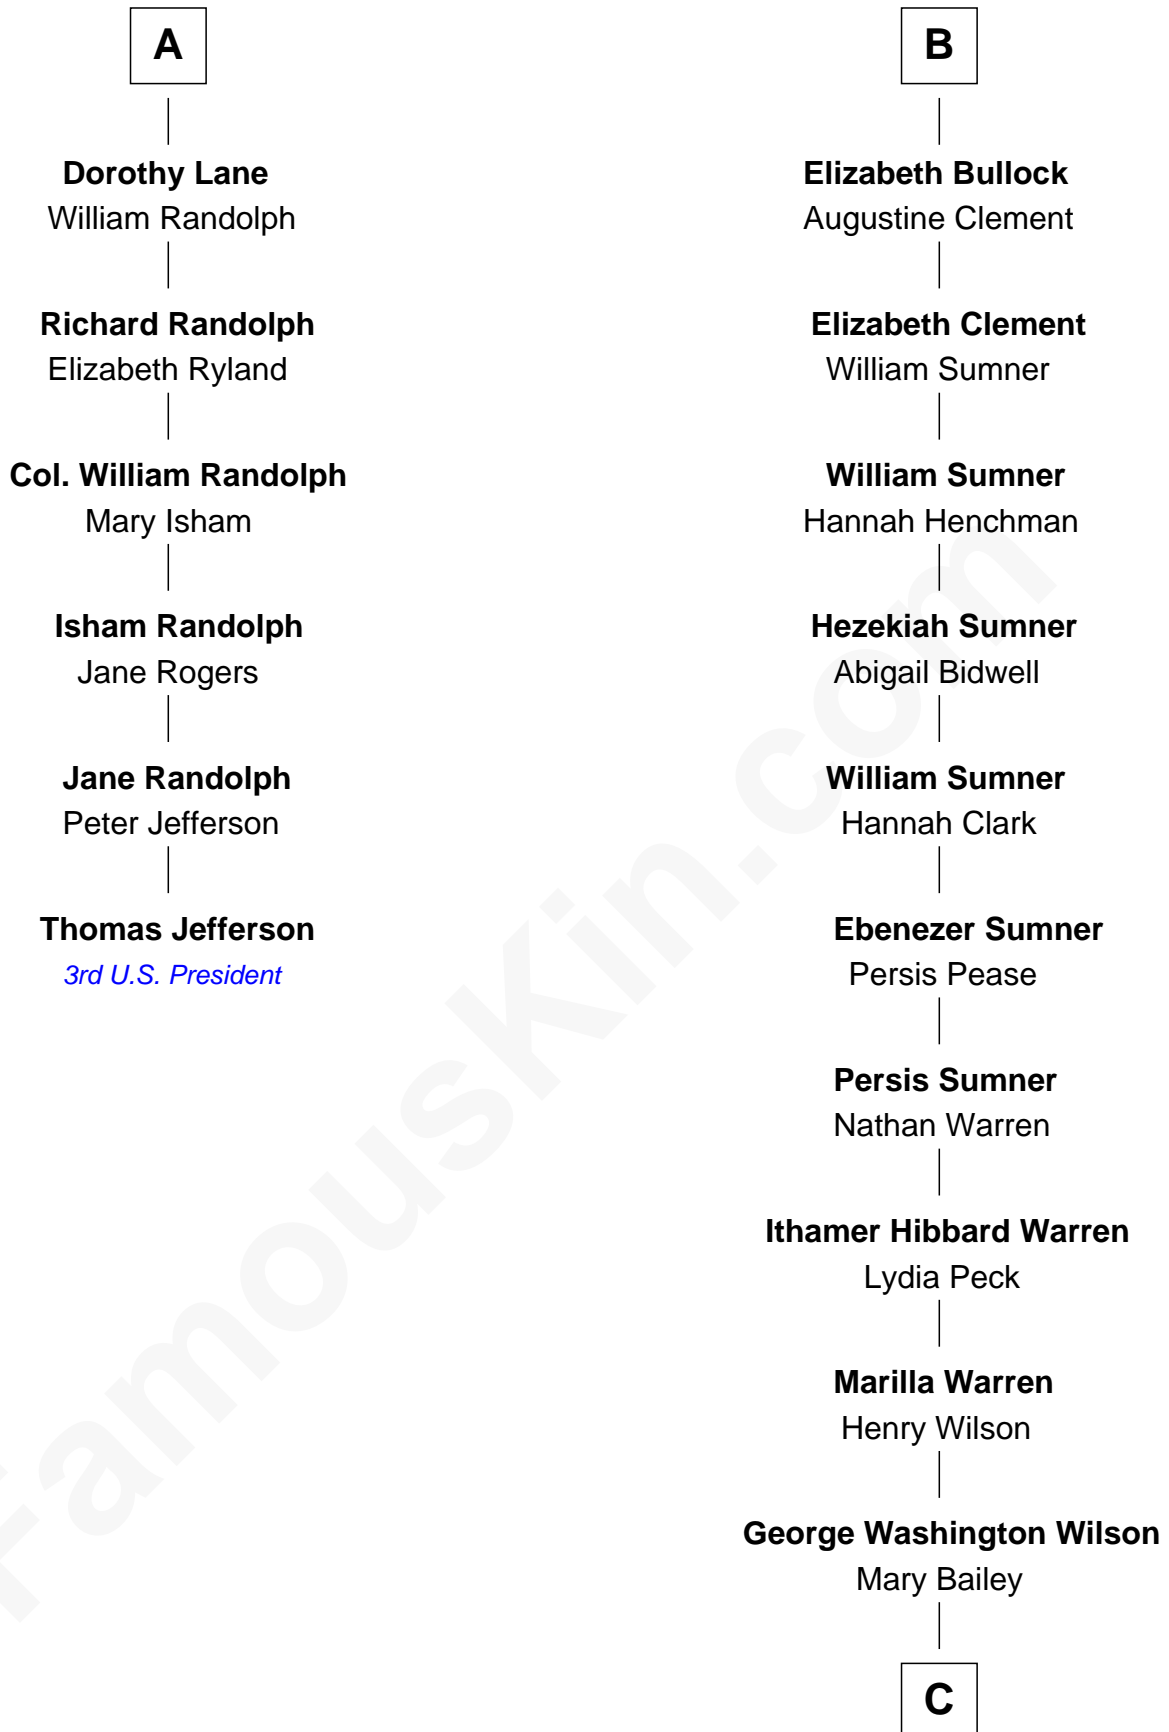 A
Dorothy Lane
William Randolph
Richard Randolph
Elizabeth Ryland
Col. William Randolph
Mary Isham
Isham Randolph
Jane Rogers
Jane Randolph
Peter Jefferson
Thomas Jefferson
3rd U.S. President
B
Elizabeth Bullock
Augustine Clement
Elizabeth Clement
William Sumner
William Sumner
Hannah Henchman
Hezekiah Sumner
Abigail Bidwell
William Sumner
Hannah Clark
Ebenezer Sumner
Persis Pease
Persis Sumner
Nathan Warren
Ithamer Hibbard Warren
Lydia Peck
Marilla Warren
Henry Wilson
George Washington Wilson
Mary Bailey
C
FamousKin.com